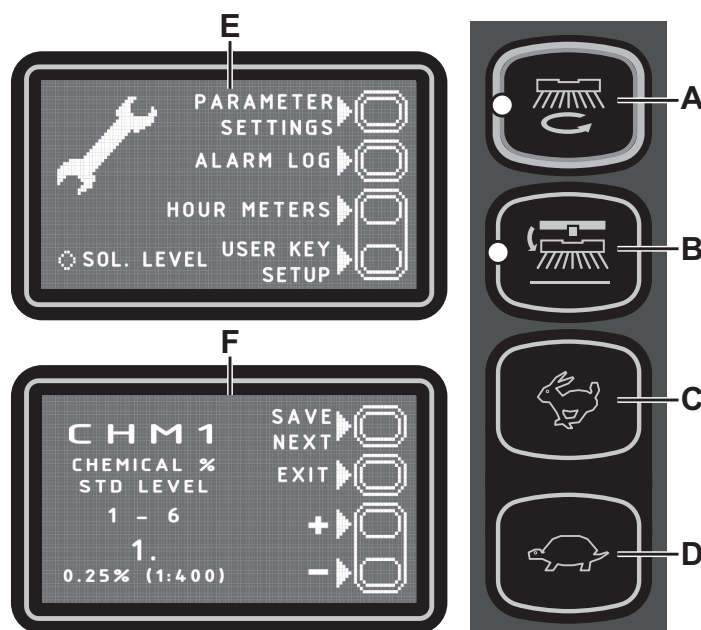 E
PARAMETER
SETTINGS
ALARM LOG
HOUR METERS
SOL. LEVEL
USER KEY
SETUP
F
CHM1
CHEMICAL %
STD LEVEL
1 - 6
1.
0.25% (1:400)
SAVE
NEXT
EXIT
+
-
A
B
C
D